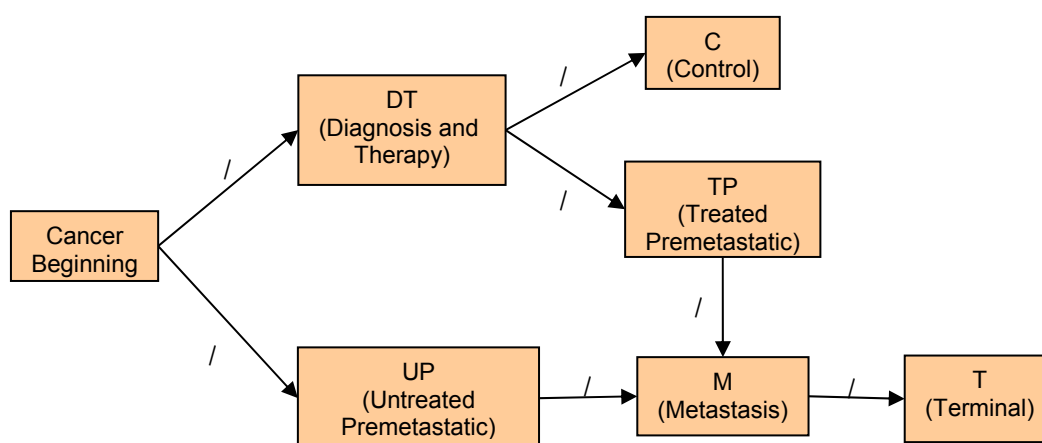 C
(Control)
/
DT
(Diagnosis and
Therapy)
/
/
TP
(Treated
Premetastatic)
Cancer
Beginning
/
/
UP
(Untreated
Premetastatic)
/
M
(Metastasis)
/
T
(Terminal)